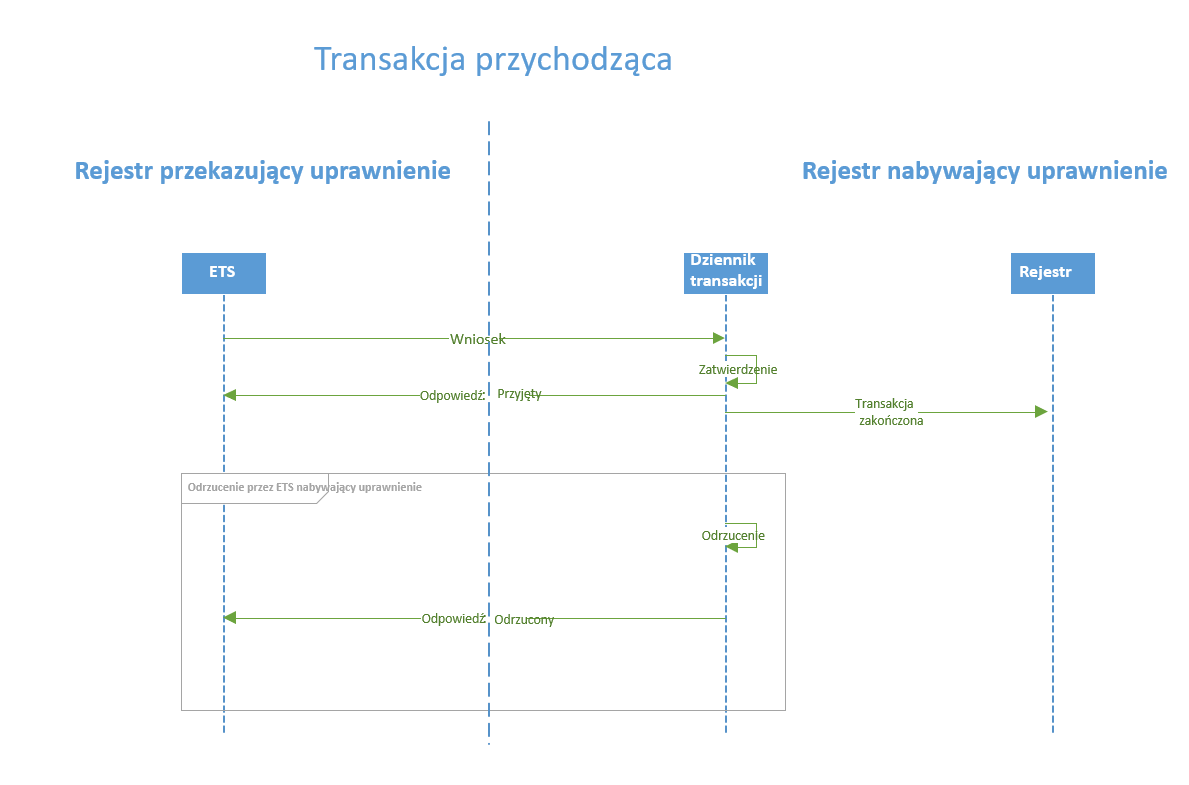 Transakcja przychodząca
Rejestr przekazujący uprawnienie
Rejestr nabywający uprawnienie
ETS
Dziennik
transakcji
Rejestr
Wniosek
Zatwierdzenie
Odpowiedź: Przyjęty
Transakcja
zakończona
Odrzucenie przez ETS nabywający uprawnienie
Odrzucenie
Odpowiedź: Odrzucony